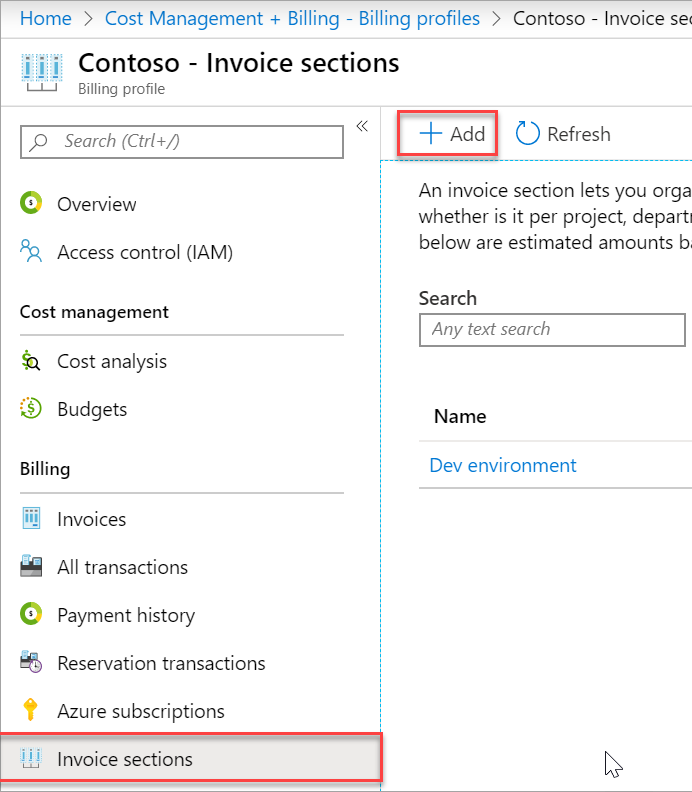 Home > Cost Management + Billing - Billing profiles > Contoso - Invoice
Contoso - Invoice sections
Billing profile
Search (Ctrl+/)
«
Add
Refresh
Overview
Access control (IAM)
Cost management
Cost analysis
Budgets
Billing
Invoices
All transactions
Payment history
Reservation transactions
Azure subscriptions
Invoice sections
An invoice section lets you
whether is it per project,
below are estimated amounts
Search
Any text search
Name
Dev environment